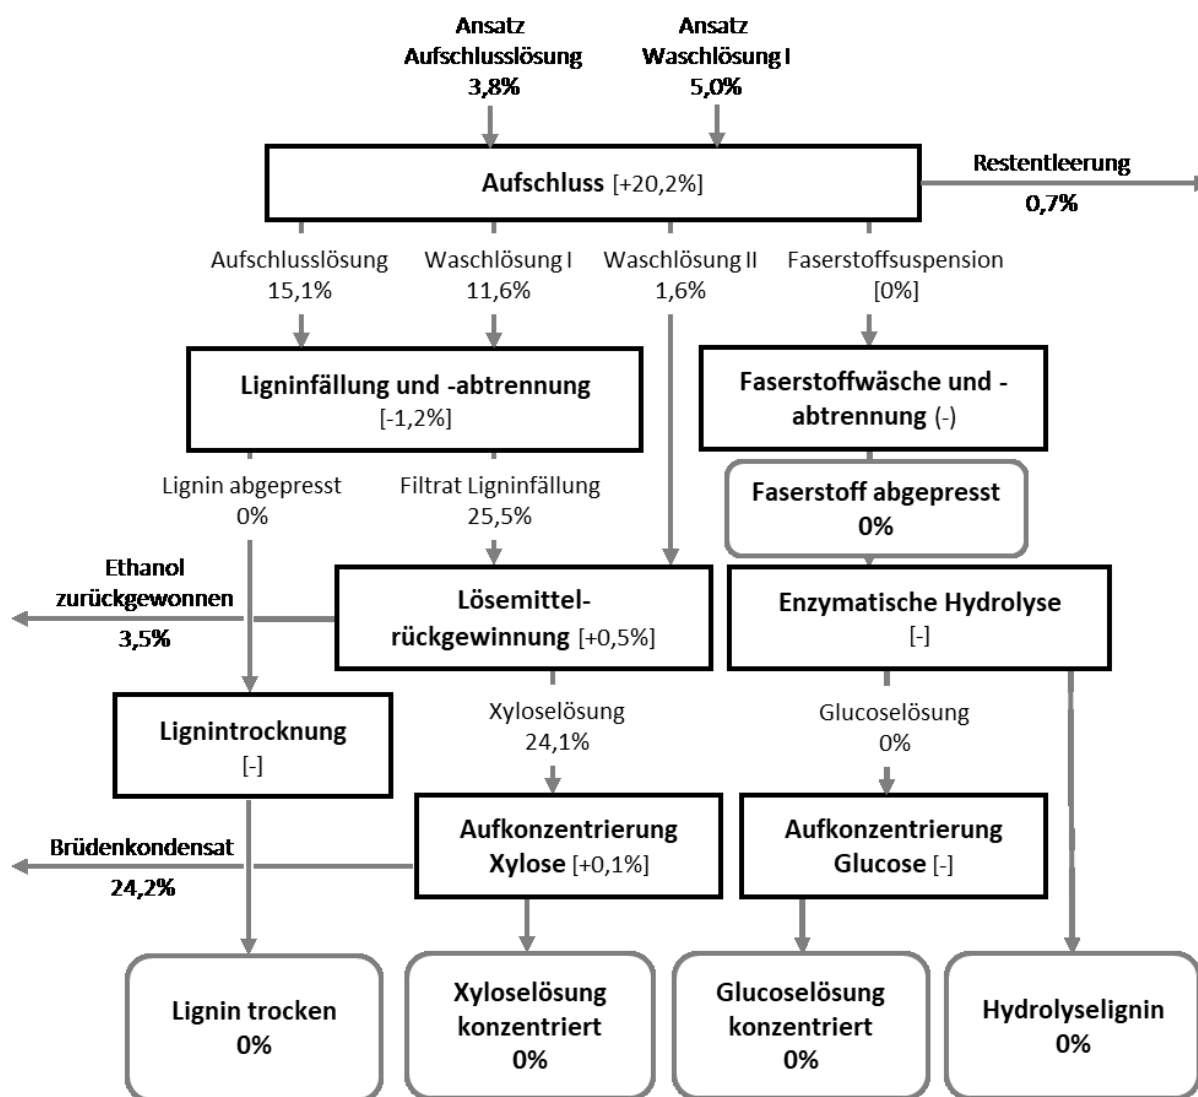 Ansatz
Aufschlusslösung
3,8%
Ansatz
Waschlösung I
5,0%
Aufschluss [+20,2%]
Restentleerung
0,7%
Aufschlusslösung
15,1%
Waschlösung I
11,6%
Waschlösung II
1,6%
Faserstoffsuspension
[0%]
Ligninfällung und -abtrennung
[-1,2%]
Faserstoffwäsche und -
abtrennung (-)
Lignin abgepresst
0%
Filtrat Ligninfällung
25,5%
Faserstoff abgepresst
0%
Ethanol
zurückgewonnen
3,5%
Lösemittel-
rückgewinnung [+0,5%]
Enzymatische Hydrolyse
[-]
Lignintrocknung
[-]
Xyloselösung
24,1%
Glucoselösung
0%
Brüdenkondensat
24,2%
Aufkonzentrierung
Xylose [+0,1%]
Aufkonzentrierung
Glucose [-]
Lignin trocken
0%
Xyloselösung
konzentriert
0%
Glucoselösung
konzentriert
0%
Hydrolyselignin
0%